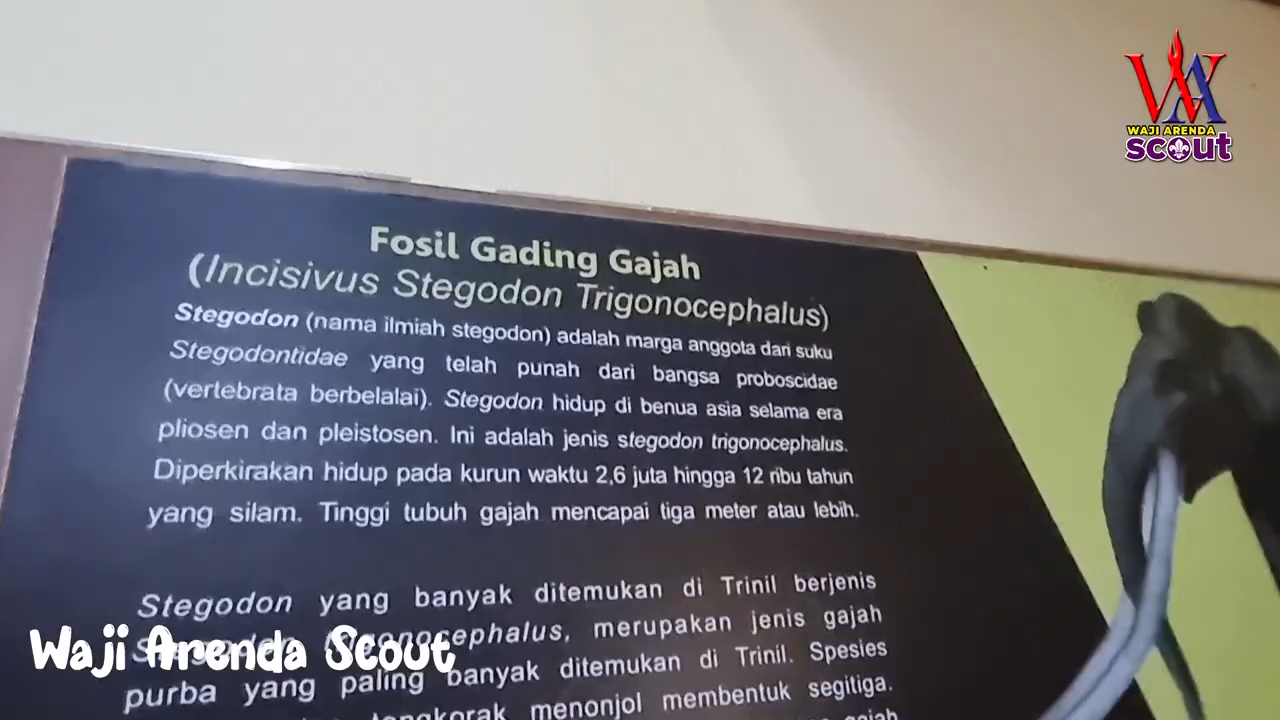 WA
WAJI ARENDA
scout
Fosil Gading Gajah
(Incisivus Stegodon Trigonocephalus)
Stegodon (nama ilmiah stegodon) adalah marga anggota dari suku
Stegodontidae yang telah punah dari bangsa proboscidae
(vertebrata berbelalai). Stegodon hidup di benua asia selama era
pliosen dan pleistosen. Ini adalah jenis stegodon trigonocephalus.
Diperkirakan hidup pada kurun waktu 2,6 juta hingga 12 ribu tahun
yang silam. Tinggi tubuh gajah mencapai tiga meter atau lebih.
Stegodon yang banyak ditemukan di Trinil berjenis
Stegodon trigonocephalus, merupakan jenis gajah
purba yang paling banyak ditemukan di Trinil. Spesies
tengkorak menonjol membentuk segitiga.
gajah
Waji Arenda Scout